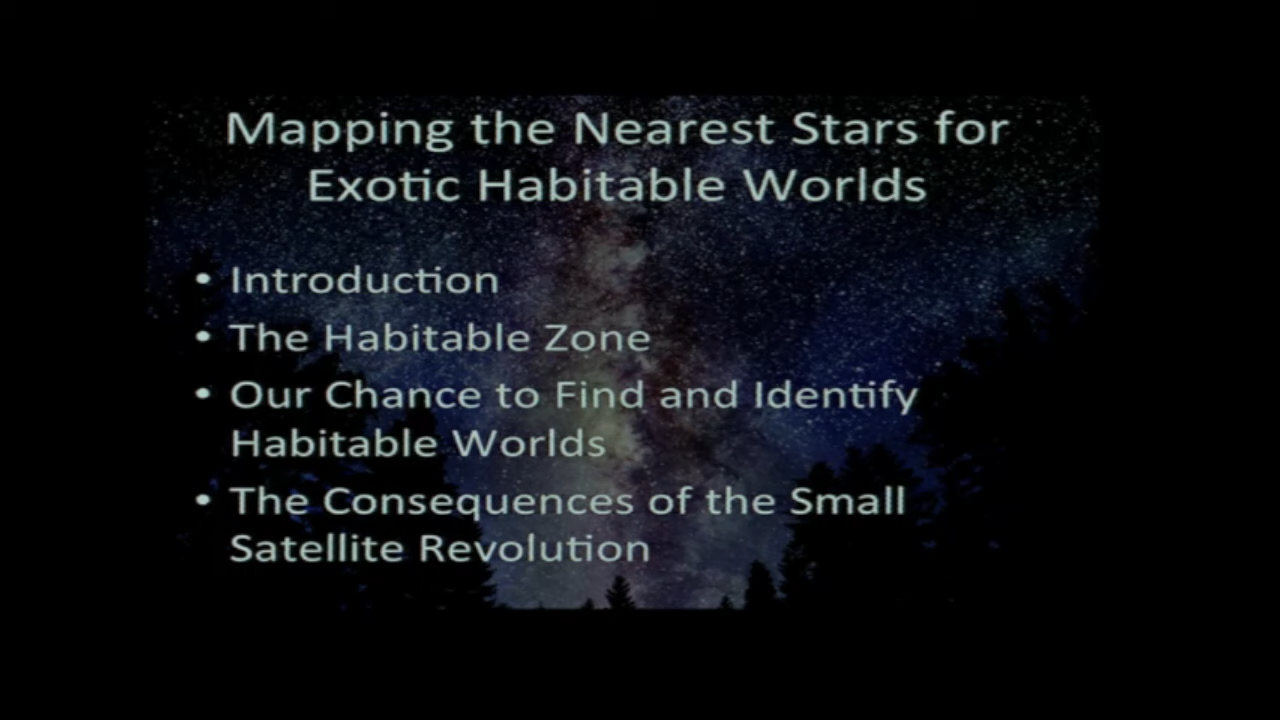 Mapping the Nearest Stars for
Exotic Habitable Worlds
• Introduction
• The Habitable Zone
• Our Chance to Find and Identify
Habitable Worlds
• The Consequences of the Small
Satellite Revolution